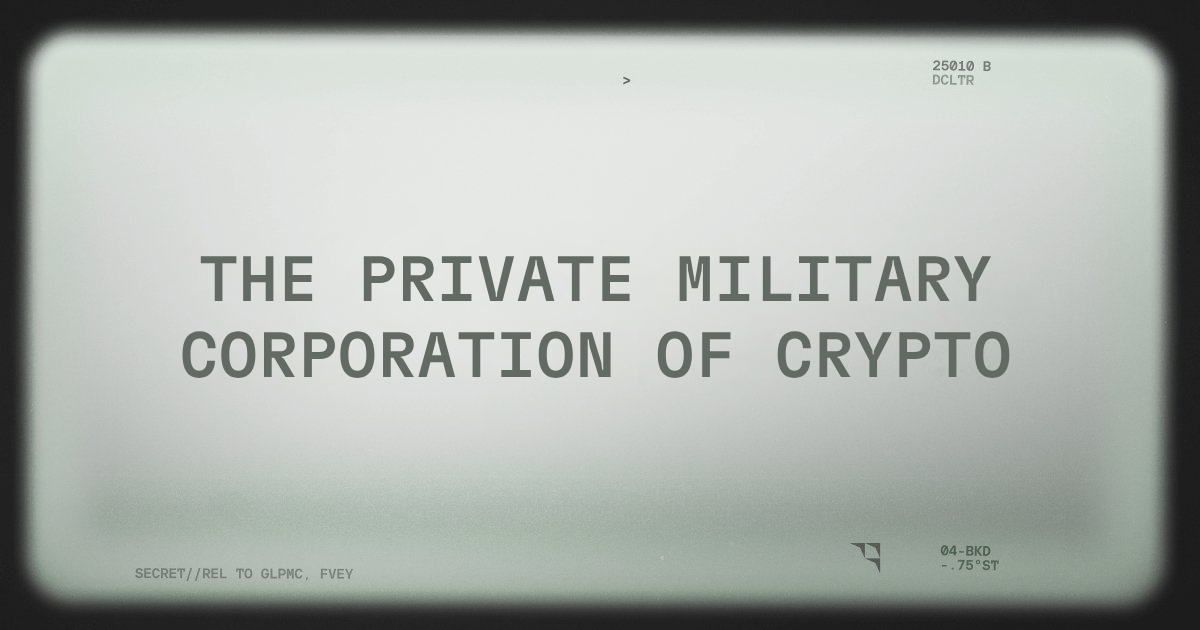 25010 B
>
DCLTR
THE PRIVATE MILITARY
CORPORATION OF CRYPTO
04-BKD
-.75°ST
SECRET//REL TO GLPMC, FVEY